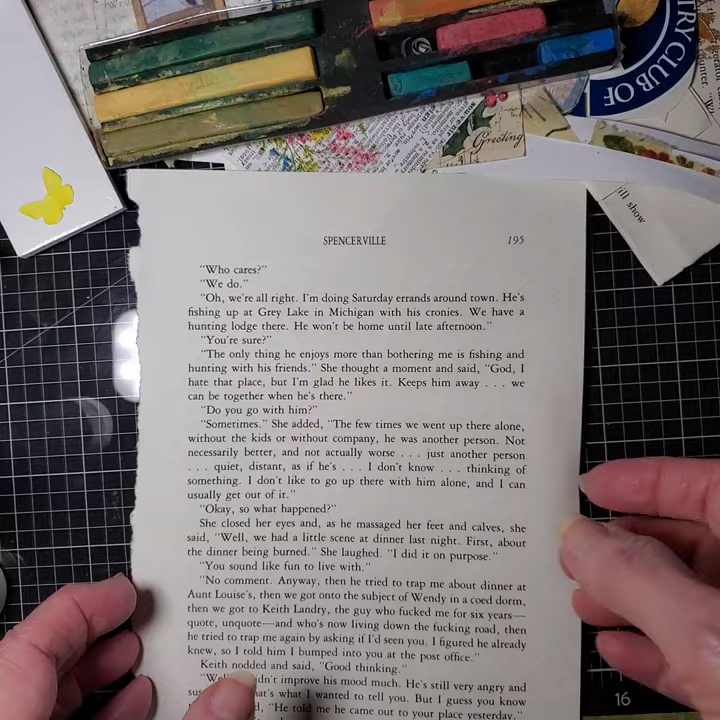 TRY CLUB OF
Greeting
ill show
SPENCERVILLE 195
"Who cares?"
"We do."
"Oh, we're all right. I'm doing Saturday errands around town. He's
fishing up at Grey Lake in Michigan with his cronies. We have a
hunting lodge there. He won't be home until late afternoon."
"You're sure?"
"The only thing he enjoys more than bothering me is fishing and
hunting with his friends." She thought a moment and said, "God, I
hate that place, but I'm glad he likes it. Keeps him away . . . we
can be together when he's there."
"Do you go with him?"
"Sometimes." She added, "The few times we went up there alone,
without the kids or without company, he was another person. Not
necessarily better, and not actually worse . . . just another person
. . . quiet, distant, as if he's . . . I don't know . . . thinking of
something. I don't like to go up there with him alone, and I can
usually get out of it."
"Okay, so what happened?"
She closed her eyes and, as he massaged her feet and calves, she
said, "Well, we had a little scene at dinner last night. First, about
the dinner being burned." She laughed. "I did it on purpose."
"You sound like fun to live with."
"No comment. Anyway, then he tried to trap me about dinner at
Aunt Louise's, then we got onto the subject of Wendy in a coed dorm,
then we got to Keith Landry, the guy who fucked me for six years—
quote, unquote—and who's now living down the fucking road, then
he tried to trap me again by asking if I'd seen you. I figured he already
knew, so I told him I bumped into you at the post office."
Keith nodded and said, "Good thinking."
"Well, didn't improve his mood much. He's still very angry and
that's what I wanted to tell you. But I guess you know
"He told me he came out to your place yesterday."
16